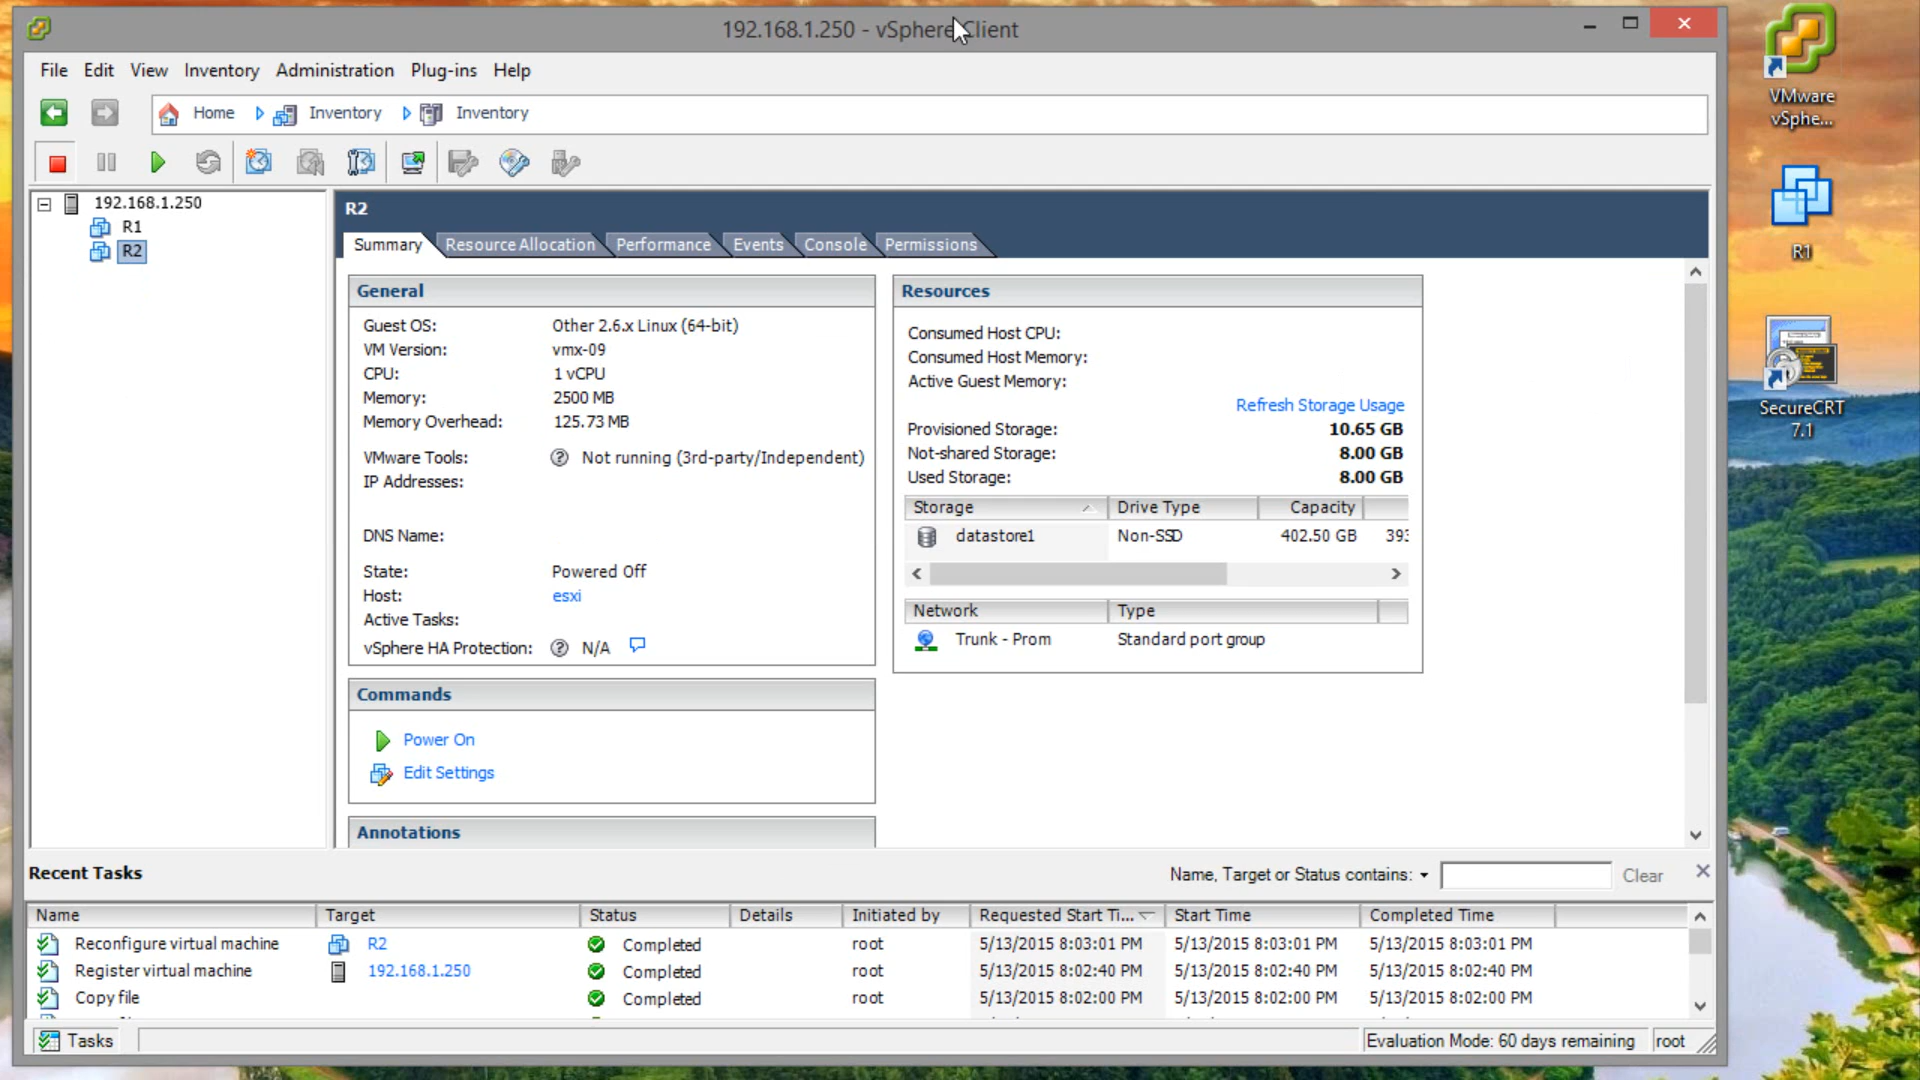 192.168.1.250 - vSphere Client
File Edit View Inventory Administration Plug-ins Help
Home Inventory Inventory
192.168.1.250
R1
R2
R2
Summary Resource Allocation Performance Events Console Permissions
General
Guest OS: Other 2.6.x Linux (64-bit)
VM Version: vmx-09
CPU: 1 vCPU
Memory: 2500 MB
Memory Overhead: 125.73 MB
VMware Tools: Not running (3rd-party/Independent)
IP Addresses:
DNS Name:
State: Powered Off
Host: esxi
Active Tasks:
vSphere HA Protection: N/A
Commands
Power On
Edit Settings
Annotations
Resources
Consumed Host CPU:
Consumed Host Memory:
Active Guest Memory:
Refresh Storage Usage
Provisioned Storage: 10.65 GB
Not-shared Storage: 8.00 GB
Used Storage: 8.00 GB
Storage Drive Type Capacity
datastore1 Non-SSD 402.50 GB 393
Network Type
Trunk - Prom Standard port group
Recent Tasks
Name, Target or Status contains: Clear
Name Target Status Details Initiated by Requested Start Ti... Start Time Completed Time
Reconfigure virtual machine R2 Completed root 5/13/2015 8:03:01 PM 5/13/2015 8:03:01 PM 5/13/2015 8:03:01 PM
Register virtual machine 192.168.1.250 Completed root 5/13/2015 8:02:40 PM 5/13/2015 8:02:40 PM 5/13/2015 8:02:40 PM
Copy file Completed root 5/13/2015 8:02:00 PM 5/13/2015 8:02:00 PM 5/13/2015 8:02:00 PM
Tasks Evaluation Mode: 60 days remaining root
VMware
vSphe...
R1
SecureCRT
7.1